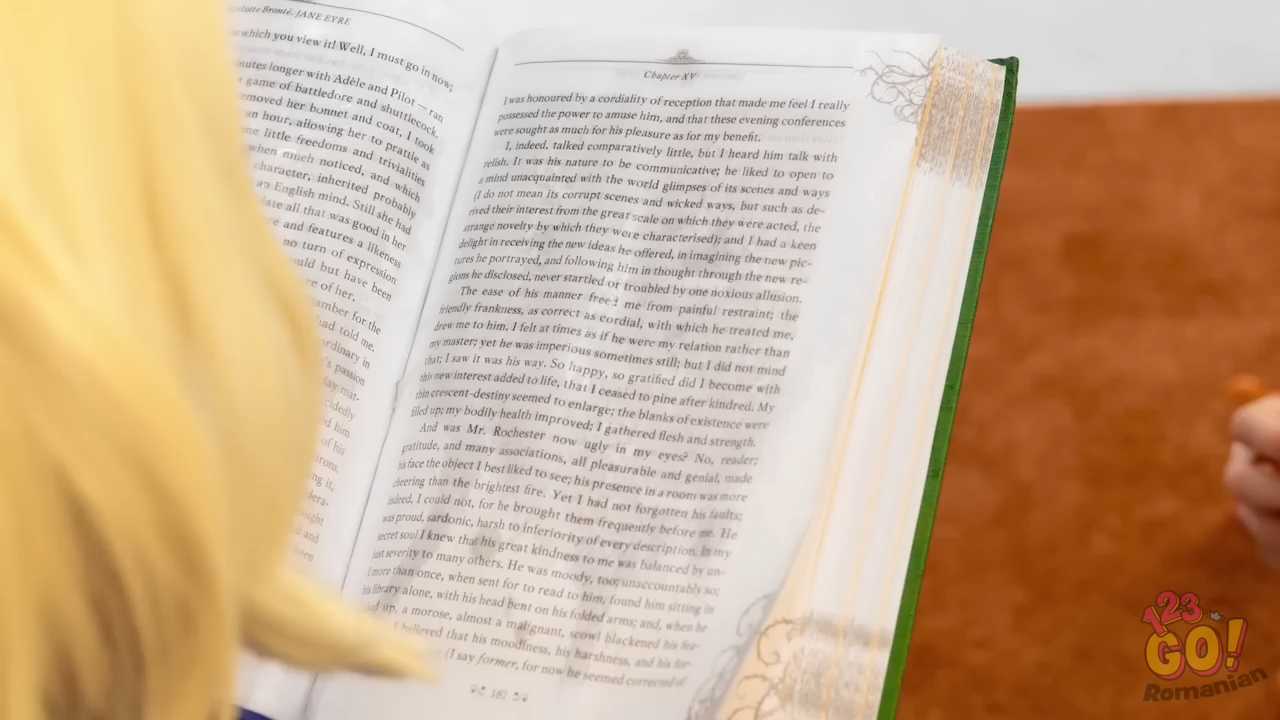 Charlotte Brontë, JANE EYRE
which you view it! Well, I must go in now;
minutes longer with Adèle and Pilot — ran
game of battledore and shuttlecock.
removed her bonnet and coat, I took
an hour, allowing her to prattle as
me little freedoms and trivialities
when much noticed, and which
character, inherited probably
an English mind. Still she had
all that was good in her
and features a likeness
no turn of expression
but have been
of her.
for the
had told me.
in
passion
him
of his
and
been
Chapter XV
I was honoured by a cordiality of reception that made me feel I really
possessed the power to amuse him, and that these evening conferences
were sought as much for his pleasure as for my benefit.
I, indeed, talked comparatively little, but I heard him talk with
relish. It was his nature to be communicative; he liked to open to
a mind unacquainted with the world glimpses of its scenes and ways
(I do not mean its corrupt scenes and wicked ways, but such as de-
rived their interest from the great scale on which they were acted, the
strange novelty by which they were characterised); and I had a keen
delight in receiving the new ideas he offered, in imagining the new pic-
tures he portrayed, and following him in thought through the new re-
gions he disclosed, never startled or troubled by one noxious allusion.
The ease of his manner freed me from painful restraint; the
friendly frankness, as correct as cordial, with which he treated me,
drew me to him. I felt at times as if he were my relation rather than
my master; yet he was imperious sometimes still; but I did not mind
that; I saw it was his way. So happy, so gratified did I become with
this new interest added to life, that I ceased to pine after kindred. My
thin crescent-destiny seemed to enlarge; the blanks of existence were
filled up; my bodily health improved; I gathered flesh and strength.
And was Mr. Rochester now ugly in my eyes? No, reader;
gratitude, and many associations, all pleasurable and genial, made
his face the object I best liked to see; his presence in a room was more
cheering than the brightest fire. Yet I had not forgotten his faults;
indeed, I could not, for he brought them frequently before me. He
was proud, sardonic, harsh to inferiority of every description. In my
secret soul I knew that his great kindness to me was balanced by un-
just severity to many others. He was moody, too; unaccountably so;
I more than once, when sent for to read to him, found him sitting in
his library alone, with his head bent on his folded arms; and, when he
up, a morose, almost a malignant, scowl blackened his fea-
I believed that his moodiness, his harshness, and his for-
(I say former, for now he seemed corrected of
187
123
GO!
Romanian